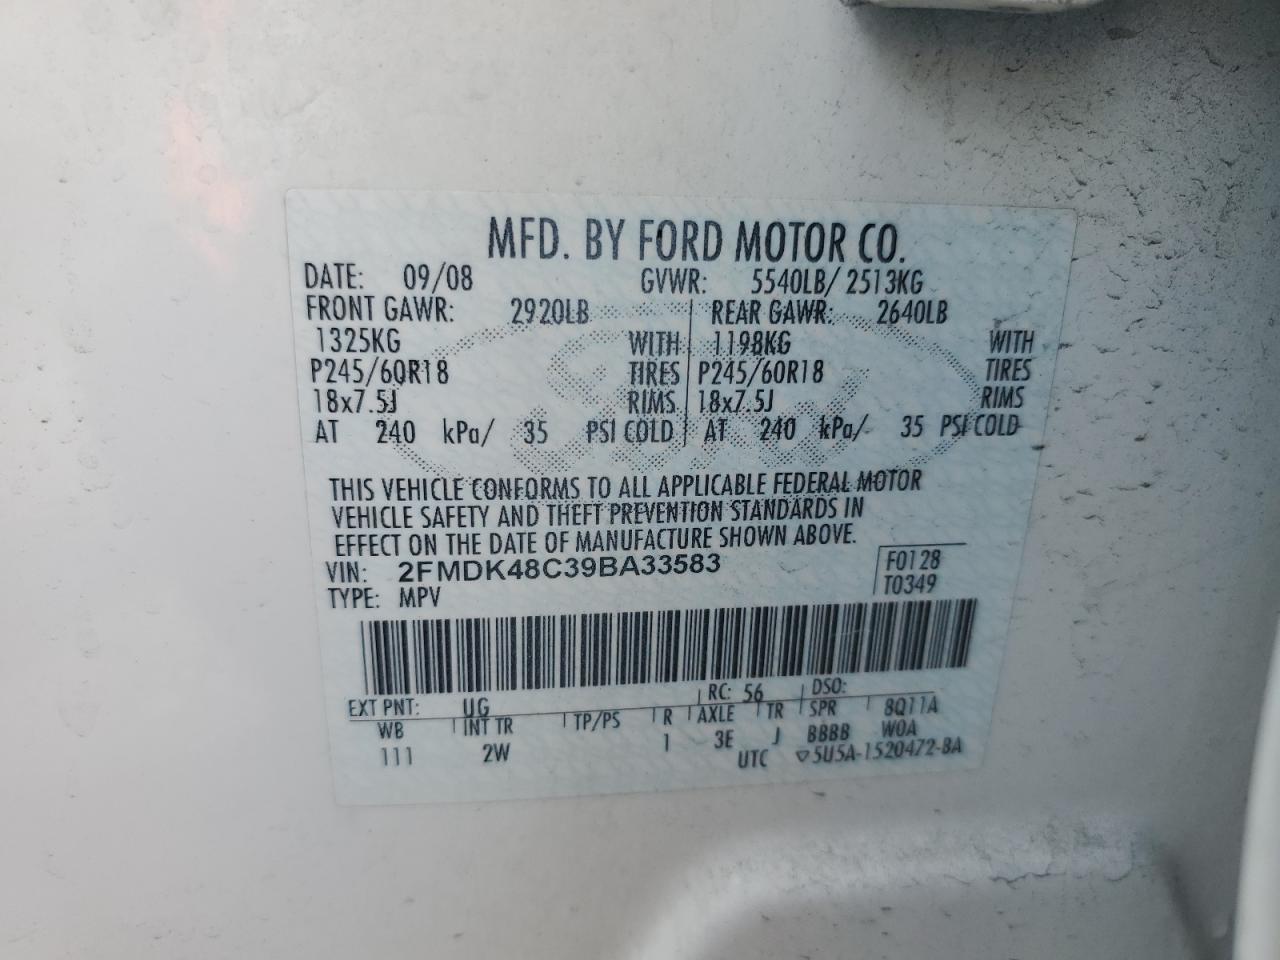 MFD. BY FORD MOTOR CO.
DATE: 09/08 GVWR: 5540LB/ 2513KG
FRONT GAWR: 2920LB REAR GAWR: 2640LB
1325KG WITH 1198KG WITH
P245/60R18 TIRES P245/60R18 TIRES
18x7.5J RIMS 18x7.5J RIMS
AT 240 kPa/ 35 PSI COLD AT 240 kPa/ 35 PSI COLD
THIS VEHICLE CONFORMS TO ALL APPLICABLE FEDERAL MOTOR
VEHICLE SAFETY AND THEFT PREVENTION STANDARDS IN
EFFECT ON THE DATE OF MANUFACTURE SHOWN ABOVE.
VIN: 2FMDK48C39BA33583 F0128
TYPE: MPV T0349
EXT PNT: UG RC: 56 DSO:
WB INT TR TP/PS R AXLE TR SPR 8Q11A
111 2W 1 3E J BBBB W0A
UTC ▽5U5A-1520472-BA